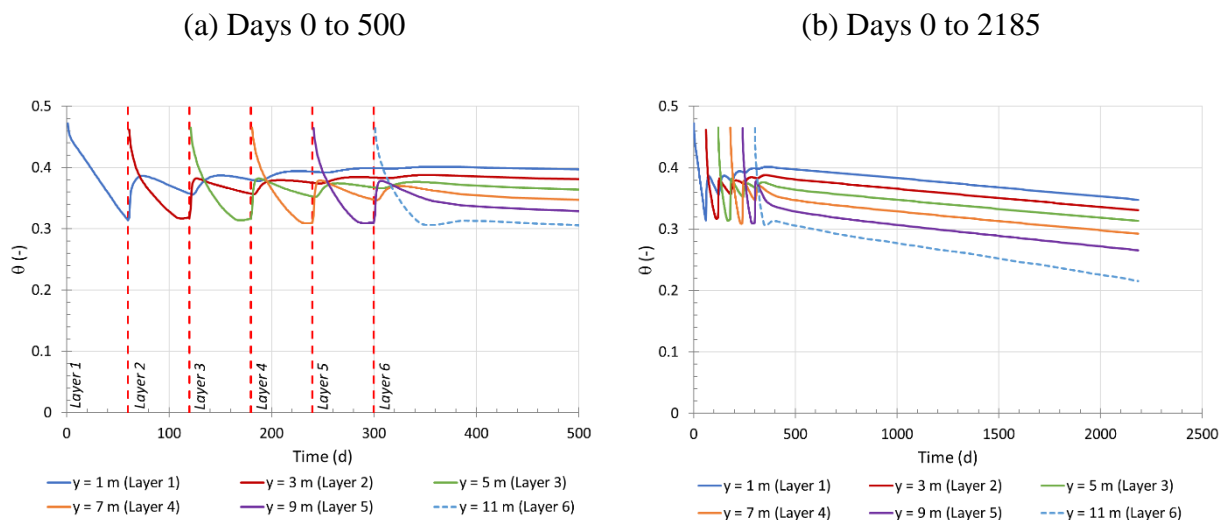 (a) Days 0 to 500
0.5
0.4
0.3
0.2
0.1
0
θ (-)
Layer 1
Layer 2
Layer 3
Layer 4
Layer 5
Layer 6
0 100 200 300 400 500
Time (d)
y = 1 m (Layer 1) y = 3 m (Layer 2) y = 5 m (Layer 3)
y = 7 m (Layer 4) y = 9 m (Layer 5) y = 11 m (Layer 6)
(b) Days 0 to 2185
0.5
0.4
0.3
0.2
0.1
0
θ (-)
0 500 1000 1500 2000 2500
Time (d)
y = 1 m (Layer 1) y = 3 m (Layer 2) y = 5 m (Layer 3)
y = 7 m (Layer 4) y = 9 m (Layer 5) y = 11 m (Layer 6)